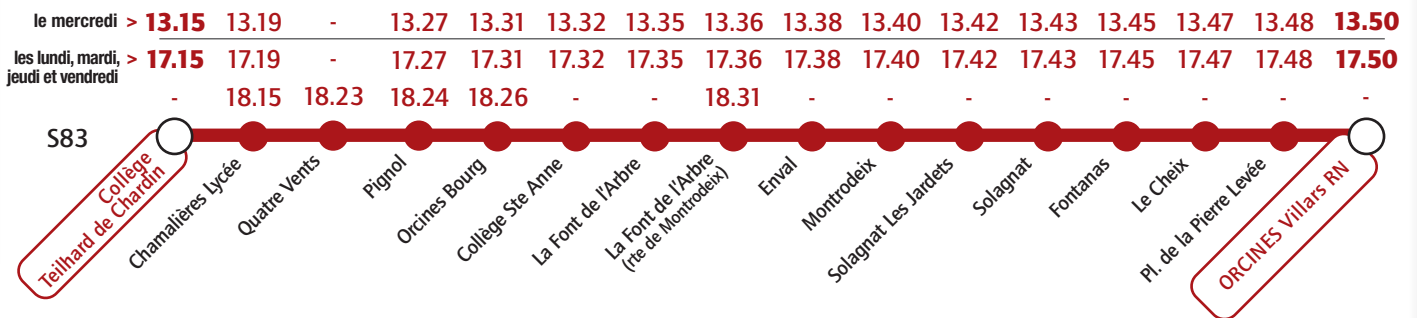 le mercredi > 13.15 13.19 - 13.27 13.31 13.32 13.35 13.36 13.38 13.40 13.42 13.43 13.45 13.47 13.48 13.50
les lundi, mardi, > 17.15 17.19 - 17.27 17.31 17.32 17.35 17.36 17.38 17.40 17.42 17.43 17.45 17.47 17.48 17.50
jeudi et vendredi
- 18.15 18.23 18.24 18.26 - - 18.31 - - - - - - - -
S83
Collège
Teilhard de Chardin
Chamalières Lycée
Quatre Vents
Pignol
Orcines Bourg
Collège Ste Anne
La Font de l'Arbre
La Font de l'Arbre
(rte de Montrodeix)
Enval
Montrodeix
Solagnat Les Jardets
Solagnat
Fontanas
Le Cheix
Pl. de la Pierre Levée
ORCINES Villars RN